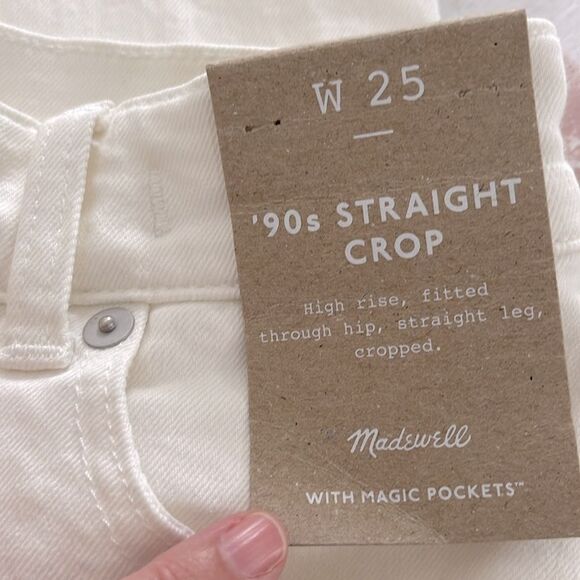 W 25
'90s STRAIGHT
CROP
High rise, fitted
through hip, straight leg,
cropped.
Madewell
WITH MAGIC POCKETS™